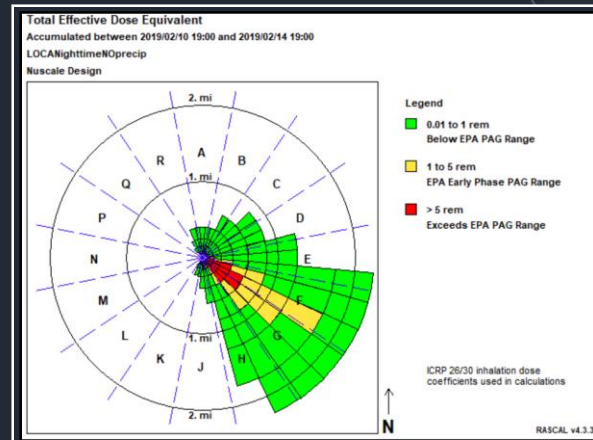 Total Effective Dose Equivalent
Accumulated between 2019/02/10 19:00 and 2019/02/14 19:00
LOCANighttimeNOprecip
Nuscale Design
2. mi
R
A
B
Q
1. mi
C
P
D
N
E
M
F
L
G
1. mi
K
J
H
2. mi
Legend
0.01 to 1 rem
Below EPA PAG Range
1 to 5 rem
EPA Early Phase PAG Range
> 5 rem
Exceeds EPA PAG Range
ICRP 26/30 inhalation dose
coefficients used in calculations
N
RASCAL v4.3.3